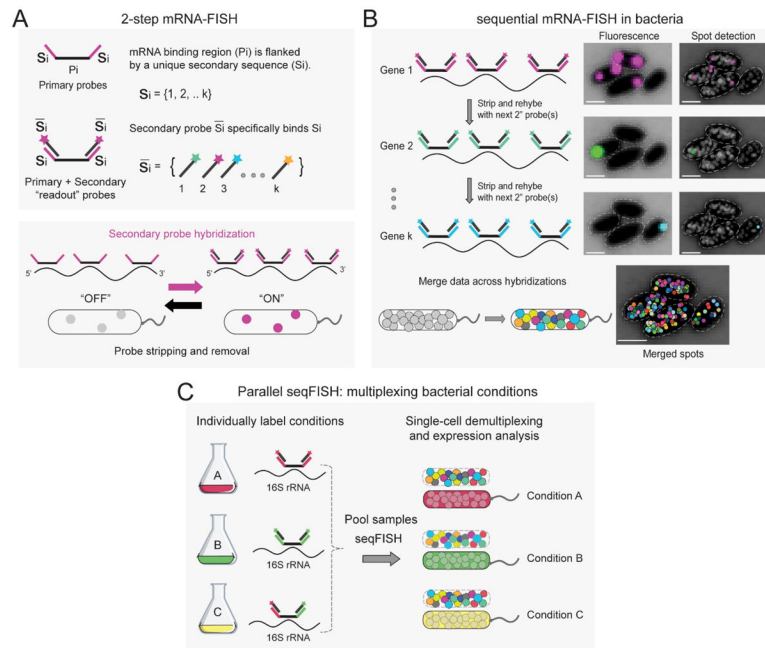 A
2-step mRNA-FISH
Si
Si
Pi
Primary probes
mRNA binding region (Pi) is flanked
by a unique secondary sequence (Si).
Si = {1, 2, .. k}
S̅i
S̅i
Si
Si
Primary + Secondary
“readout” probes
Secondary probe S̅i specifically binds Si
S̅i = { }
1 2 3 k
Secondary probe hybridization
5' 3' 5' 3'
“OFF” “ON”
Probe stripping and removal
B
sequential mRNA-FISH in bacteria
Fluorescence
Spot detection
Gene 1
Strip and rehybe
with next 2" probe(s)
Gene 2
Strip and rehybe
with next 2" probe(s)
Gene k
Merge data across hybridizations
Merged spots
C
Parallel seqFISH: multiplexing bacterial conditions
Individually label conditions
Single-cell demultiplexing
and expression analysis
A
16S rRNA
B
16S rRNA
C
16S rRNA
Pool samples
seqFISH
Condition A
Condition B
Condition C